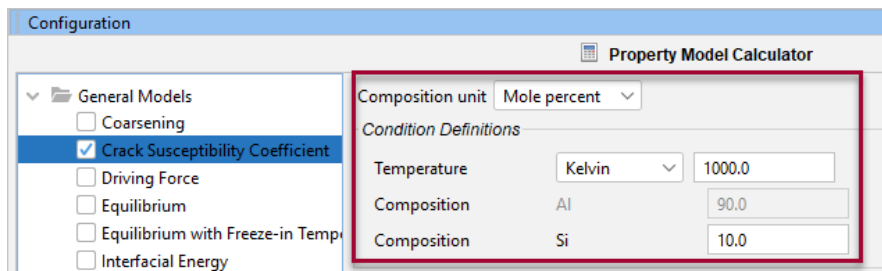 Configuration
Property Model Calculator
General Models
Coarsening
Crack Susceptibility Coefficient
Driving Force
Equilibrium
Equilibrium with Freeze-in Tempe
Interfacial Energy
Composition unit Mole percent
Condition Definitions
Temperature Kelvin 1000.0
Composition Al 90.0
Composition Si 10.0